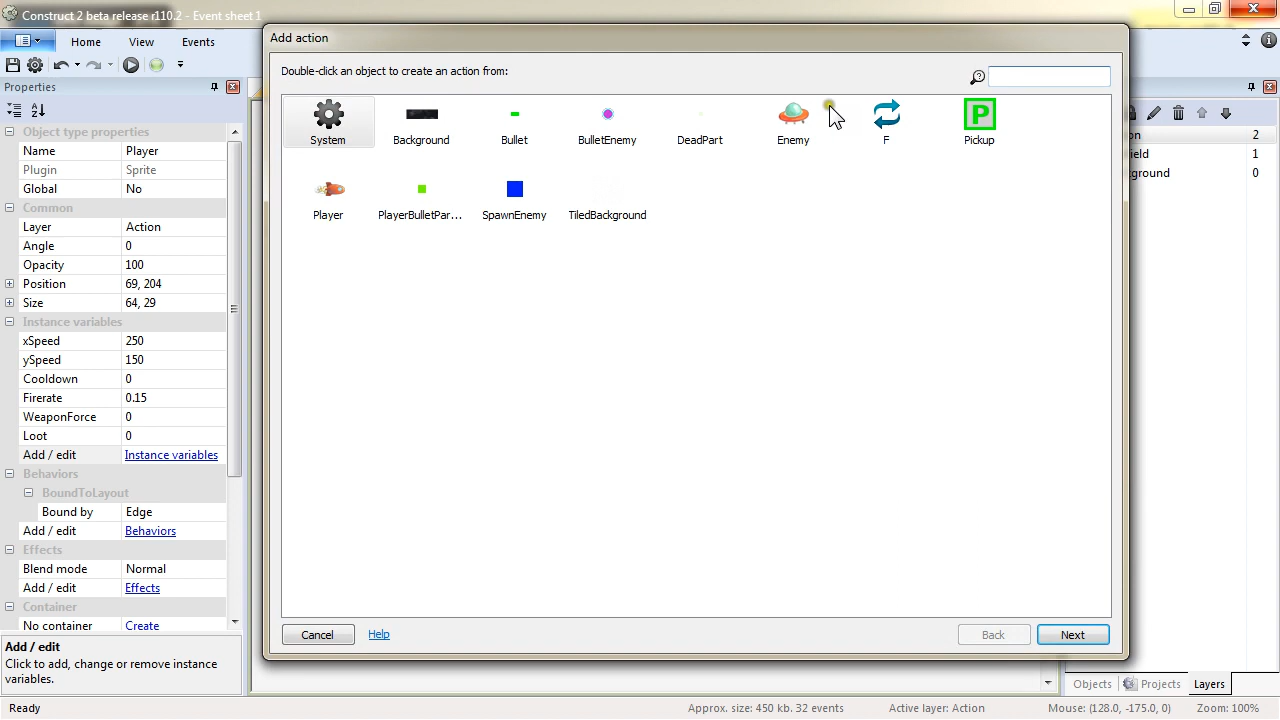 Construct 2 beta release r110.2 - Event sheet 1
Home
View
Events
Properties
Object type properties
Name Player
Plugin Sprite
Global No
Common
Layer Action
Angle 0
Opacity 100
Position 69, 204
Size 64, 29
Instance variables
xSpeed 250
ySpeed 150
Cooldown 0
Firerate 0.15
WeaponForce 0
Loot 0
Add / edit Instance variables
Behaviors
BoundToLayout
Bound by Edge
Add / edit Behaviors
Effects
Blend mode Normal
Add / edit Effects
Container
No container Create
Add / edit
Click to add, change or remove instance
variables.
Add action
Double-click an object to create an action from:
System
Background
Bullet
BulletEnemy
DeadPart
Enemy
F
P
Pickup
Player
PlayerBulletPar...
SpawnEnemy
TiledBackground
Cancel
Help
Back
Next
on 2
ield 1
ground 0
Objects
Projects
Layers
Ready
Approx. size: 450 kb. 32 events
Active layer: Action
Mouse: (128.0, -175.0, 0)
Zoom: 100%